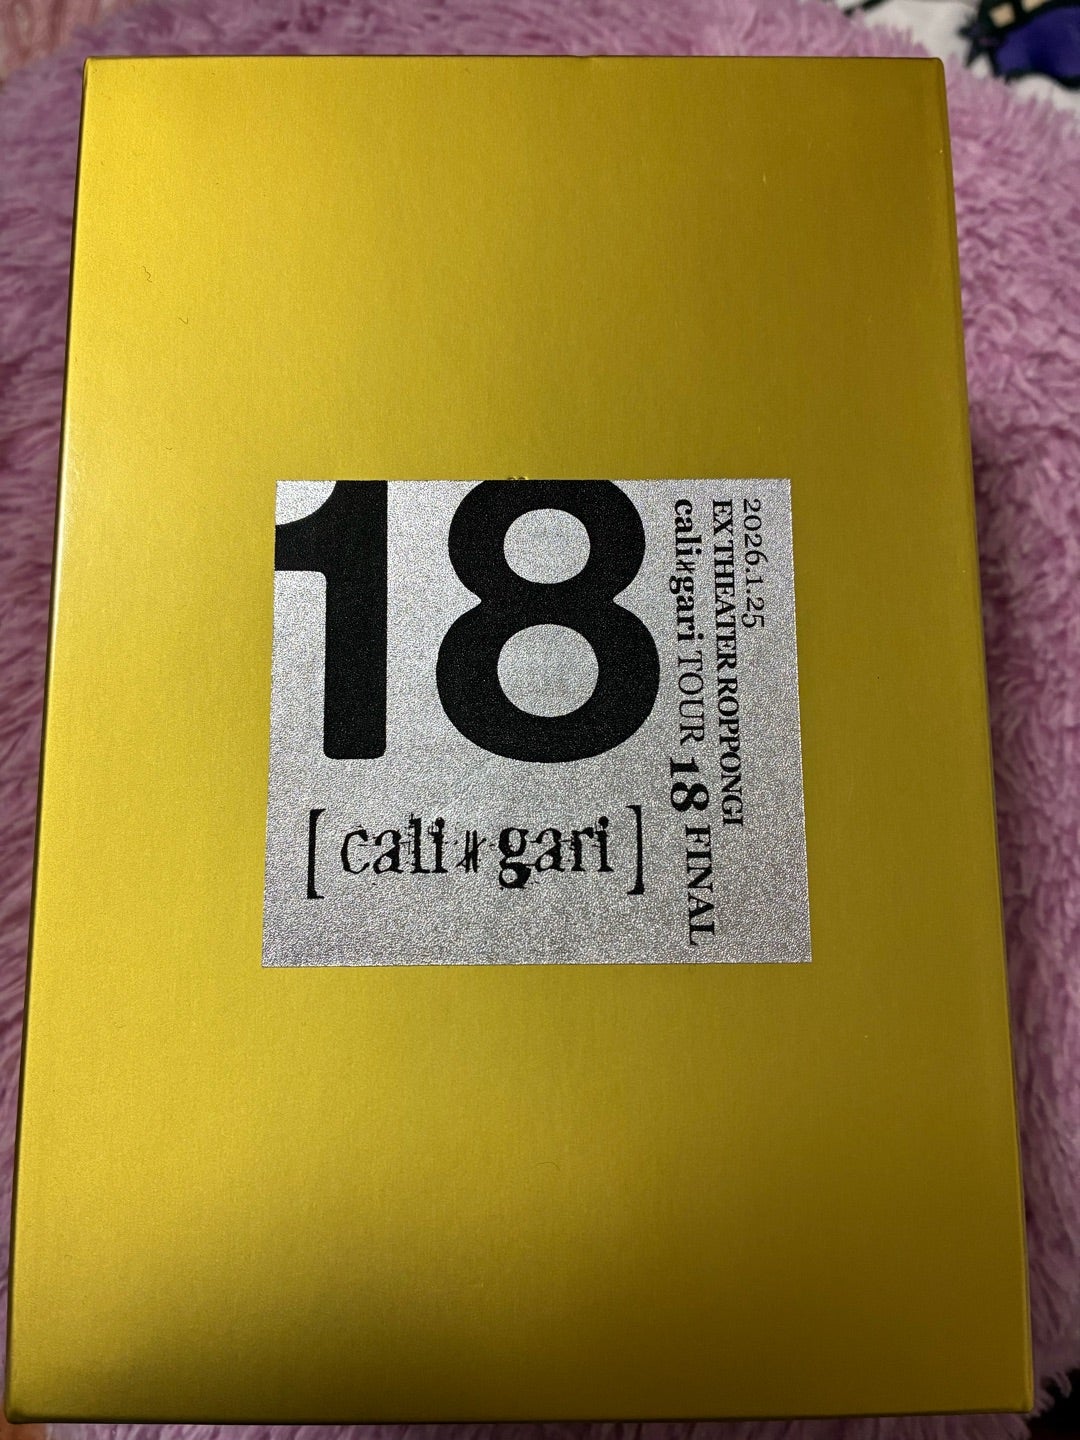 18
[cali≠gari]
2026.1.25
EX THEATER ROPPONGI
cali≠gari TOUR 18 FINAL